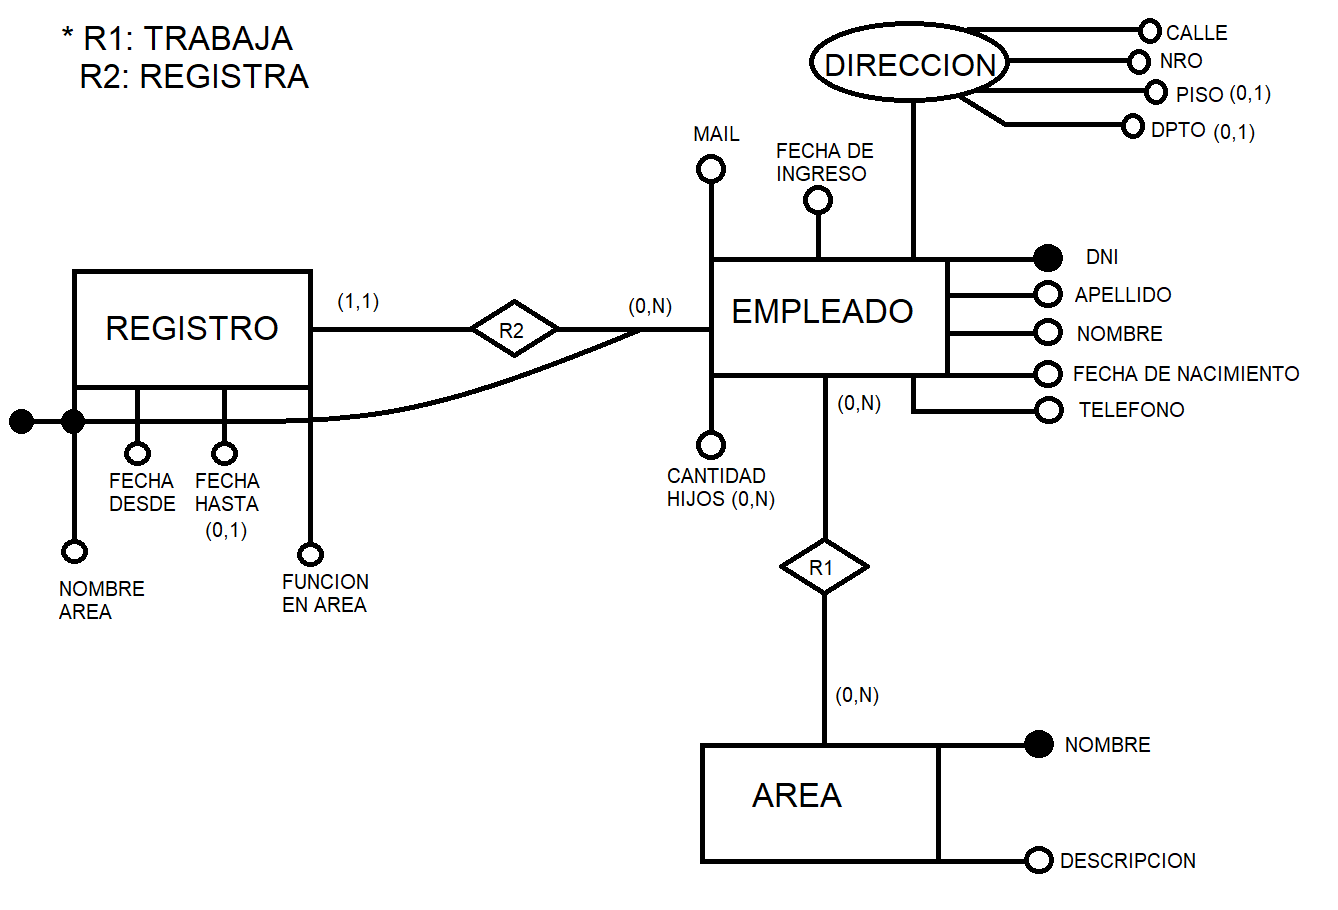 * R1: TRABAJA
R2: REGISTRA
DIRECCION
CALLE
NRO
PISO (0,1)
DPTO (0,1)
MAIL
FECHA DE
INGRESO
REGISTRO
(1,1)
R2
(0,N)
EMPLEADO
DNI
APELLIDO
NOMBRE
FECHA DE NACIMIENTO
TELEFONO
(0,N)
CANTIDAD
HIJOS (0,N)
FECHA
DESDE
FECHA
HASTA
(0,1)
NOMBRE
AREA
FUNCION
EN AREA
R1
(0,N)
AREA
NOMBRE
DESCRIPCION